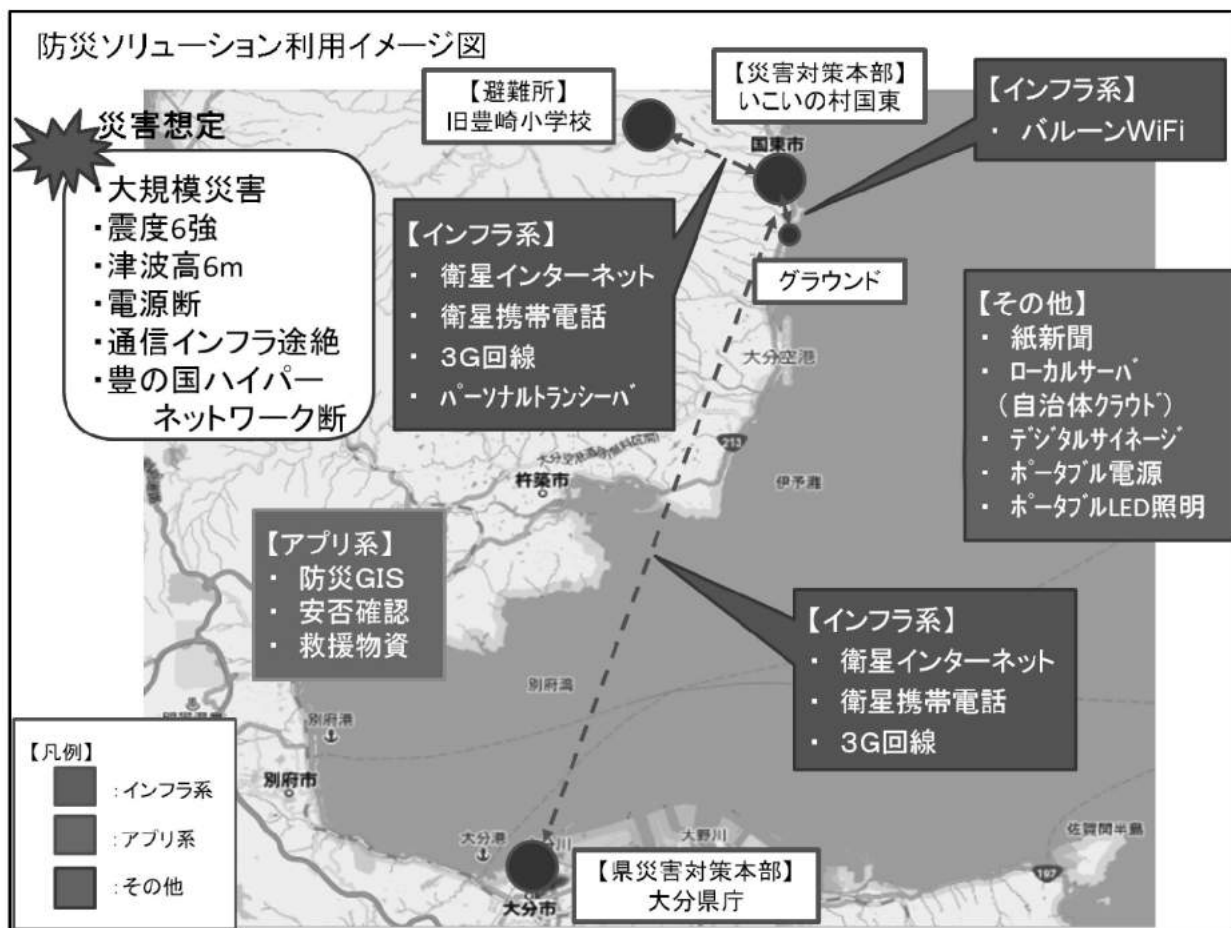 防災ソリューション利用イメージ図
災害想定
・大規模災害
・震度6強
・津波高6m
・電源断
・通信インフラ途絶
・豊の国ハイパー
ネットワーク断
【避難所】
旧豊崎小学校
【災害対策本部】
いこいの村国東
【インフラ系】
・ バルーンWiFi
国東市
グラウンド
【インフラ系】
・ 衛星インターネット
・ 衛星携帯電話
・ 3G回線
・ パーソナルトランシーバ
【その他】
・ 紙新聞
・ ローカルサーバ
（自治体クラウド）
・ デジタルサイネージ
・ ポータブル電源
・ ポータブルLED照明
大分空港
213
伊予灘
杵築市
【アプリ系】
・ 防災GIS
・ 安否確認
・ 救援物資
【インフラ系】
・ 衛星インターネット
・ 衛星携帯電話
・ 3G回線
別府湾
別府港
別府市
【凡例】
：インフラ系
：アプリ系
：その他
大分港
川
大野川
佐賀関半島
197
大分市
【県災害対策本部】
大分県庁